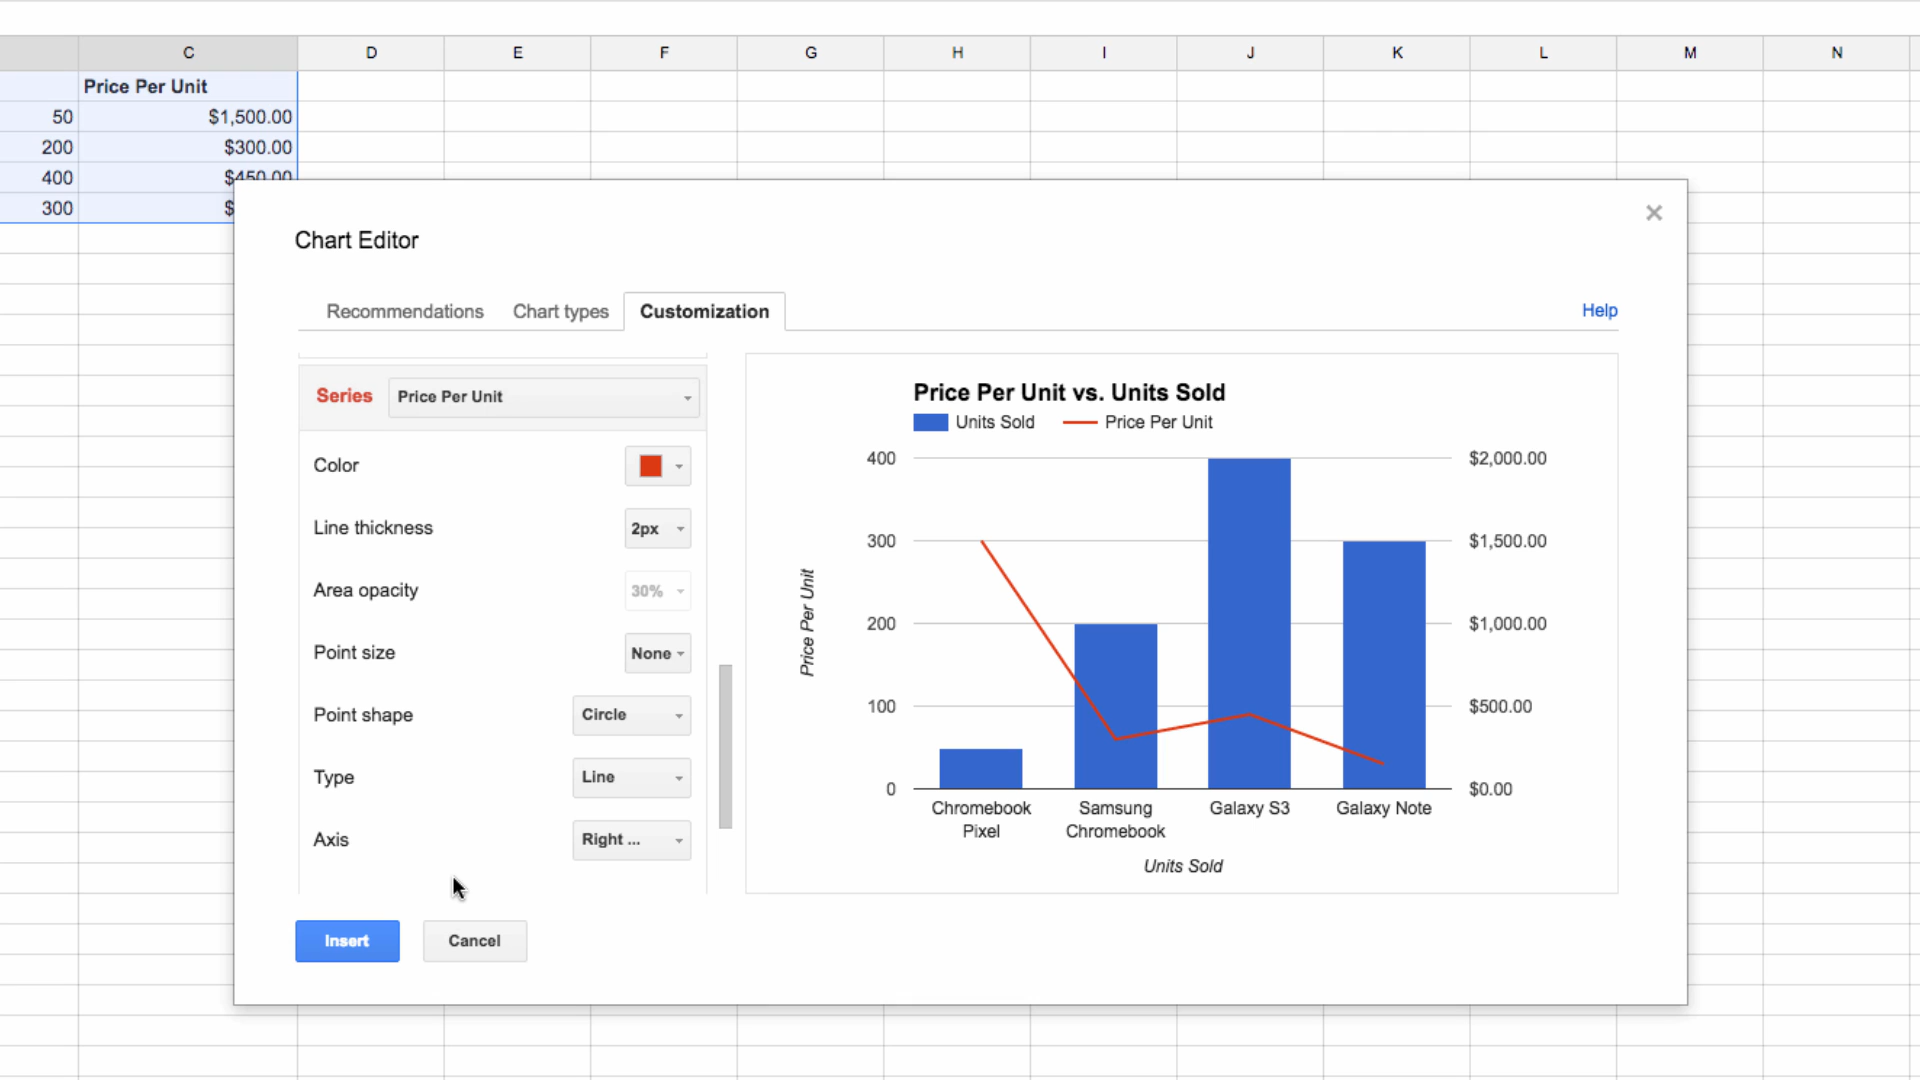 C D E F G H I J K L M N
Price Per Unit
50 $1,500.00
200 $300.00
400 $450.00
300 $
Chart Editor
×
Recommendations Chart types Customization Help
Series Price Per Unit
Color
Line thickness 2px
Area opacity 30%
Point size None
Point shape Circle
Type Line
Axis Right ...
Insert Cancel
Price Per Unit vs. Units Sold
Units Sold Price Per Unit
400 $2,000.00
300 $1,500.00
200 $1,000.00
100 $500.00
0 $0.00
Price Per Unit
Chromebook Pixel
Samsung Chromebook
Galaxy S3
Galaxy Note
Units Sold